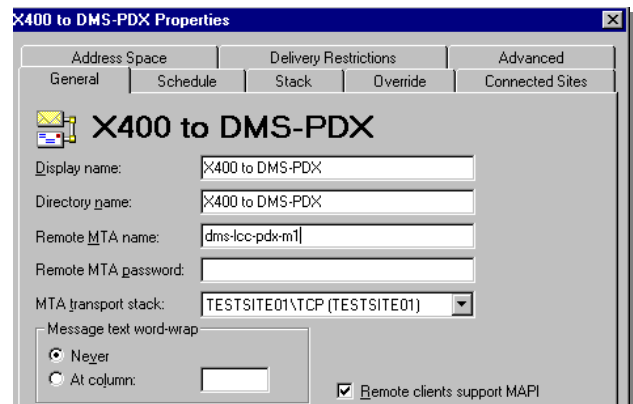 X400 to DMS-PDX Properties
Address Space Delivery Restrictions Advanced
General Schedule Stack Override Connected Sites
X400 to DMS-PDX
Display name: X400 to DMS-PDX
Directory name: X400 to DMS-PDX
Remote MTA name: dms-lcc-pdx-m1
Remote MTA password:
MTA transport stack: TESTSITE01\TCP (TESTSITE01)
Message text word-wrap
Never
At column:
Remote clients support MAPI